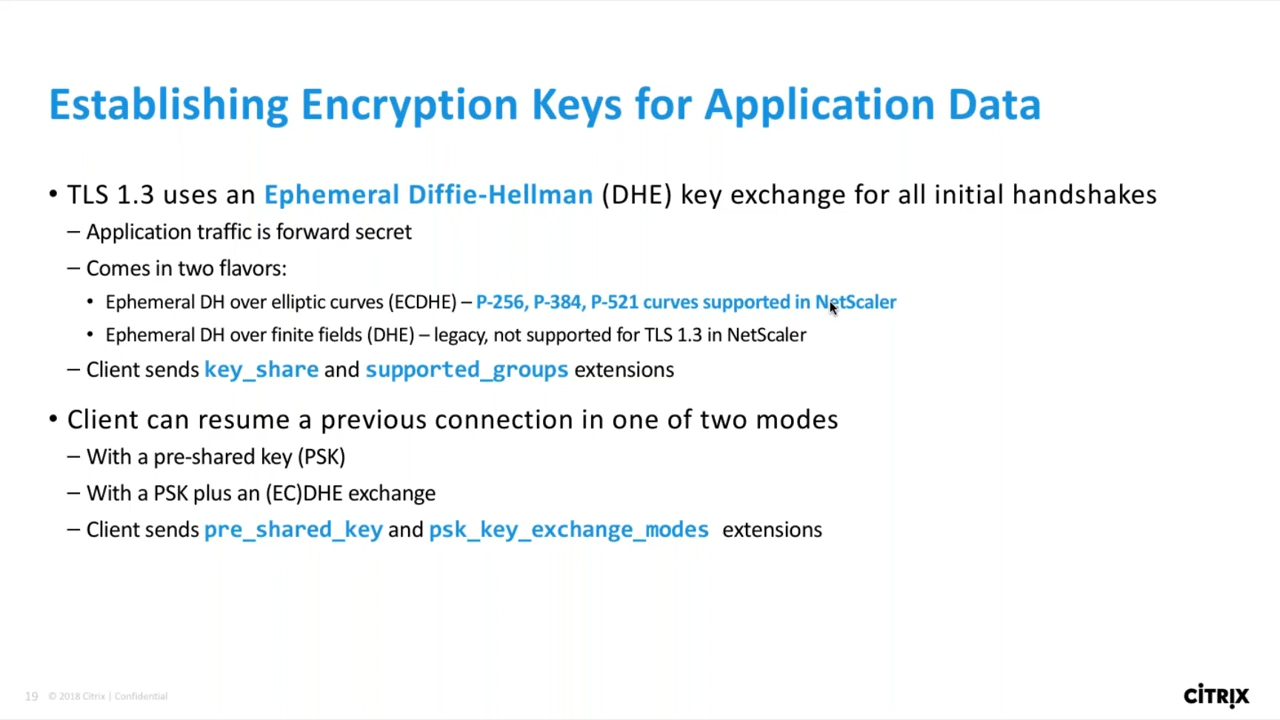 Establishing Encryption Keys for Application Data
• TLS 1.3 uses an Ephemeral Diffie-Hellman (DHE) key exchange for all initial handshakes
– Application traffic is forward secret
– Comes in two flavors:
• Ephemeral DH over elliptic curves (ECDHE) – P-256, P-384, P-521 curves supported in NetScaler
• Ephemeral DH over finite fields (DHE) – legacy, not supported for TLS 1.3 in NetScaler
– Client sends key_share and supported_groups extensions
• Client can resume a previous connection in one of two modes
– With a pre-shared key (PSK)
– With a PSK plus an (EC)DHE exchange
– Client sends pre_shared_key and psk_key_exchange_modes extensions
19 © 2018 Citrix | Confidential
CITRIX